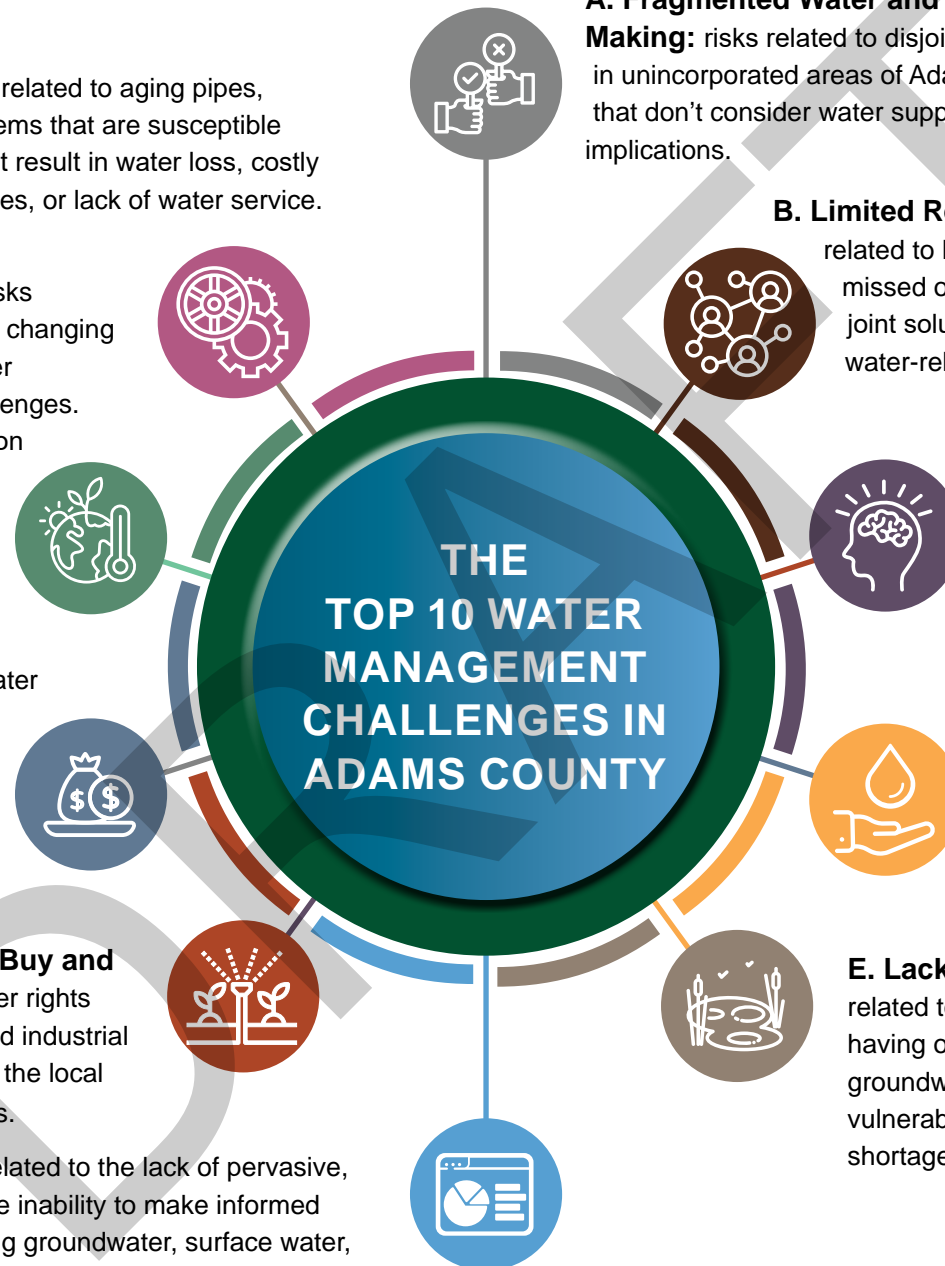 A. Fragmented Water and
Making: risks related to disjoi
in unincorporated areas of Ada
that don't consider water supp
implications.
B. Limited R
related to
missed o
joint solu
water-rel
E. Lack
related t
having o
groundw
vulnerab
shortage
related to aging pipes,
ems that are susceptible
t result in water loss, costly
es, or lack of water service.
sks
changing
er
enges.
on
ater
Buy and
er rights
d industrial
the local
s.
elated to the lack of pervasive,
e inability to make informed
g groundwater, surface water,
THE
TOP 10 WATER
MANAGEMENT
CHALLENGES IN
ADAMS COUNTY
DRAFT